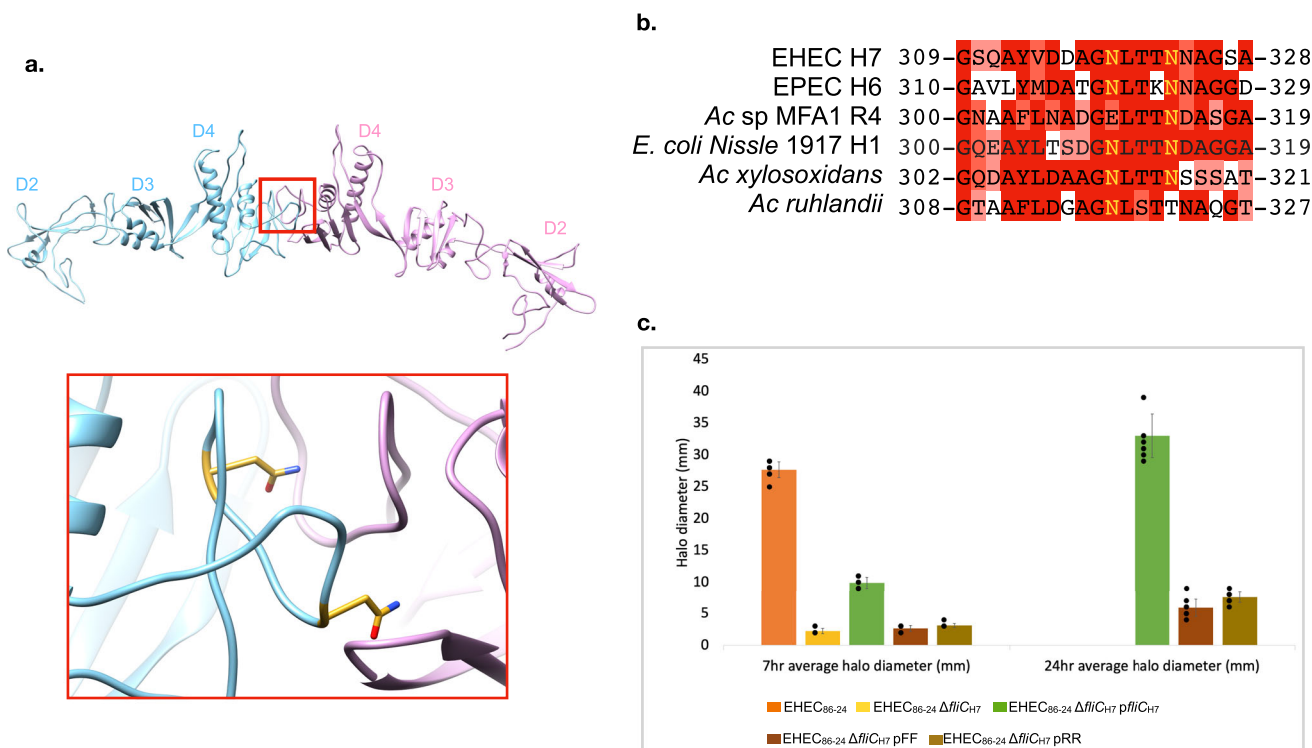 a.
D4
D4
D2
D3
D3
D2
b.
EHEC H7 309-GSQAYVDDAGNLTTNNAGSA-328
EPEC H6 310-GAVLYMDATGNLTKNNAGGD-329
Ac sp MFA1 R4 300-GNAAFLNADGELTTNDASGA-319
E. coli Nissle 1917 H1 300-GQEAYLTSDGNLTTNDAGGA-319
Ac xylosoxidans 302-GQDAYLDAAGNLTTNSSSAT-321
Ac ruhlandii 308-GTAAFLDGAGNLSTTNAQGT-327
c.
Halo diameter (mm)
45
40
35
30
25
20
15
10
5
0
7hr average halo diameter (mm)
24hr average halo diameter (mm)
EHEC86-24 EHEC86-24 ΔfliCH7 EHEC86-24 ΔfliCH7 pfliCH7
EHEC86-24 ΔfliCH7 pFF EHEC86-24 ΔfliCH7 pRR